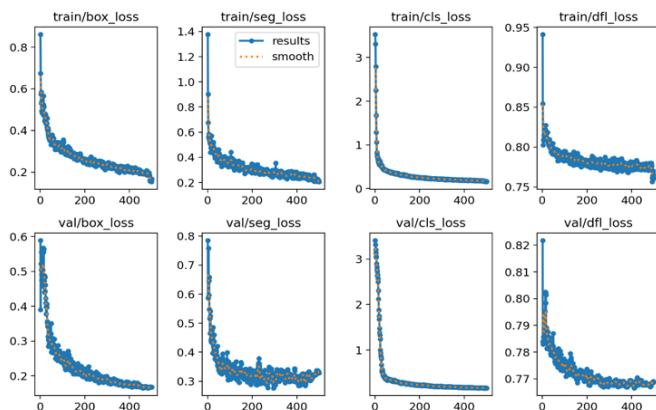 train/box_loss
train/seg_loss
train/cls_loss
train/dfl_loss
0.8
0.6
0.4
0.2
0 200 400
1.4
1.2
1.0
0.8
0.6
0.4
0.2
results
smooth
0 200 400
3
2
1
0
0 200 400
0.95
0.90
0.85
0.80
0.75
0 200 400
val/box_loss
val/seg_loss
val/cls_loss
val/dfl_loss
0.6
0.5
0.4
0.3
0.2
0 200 400
0.8
0.7
0.6
0.5
0.4
0.3
0 200 400
3
2
1
0 200 400
0.82
0.81
0.80
0.79
0.78
0.77
0 200 400